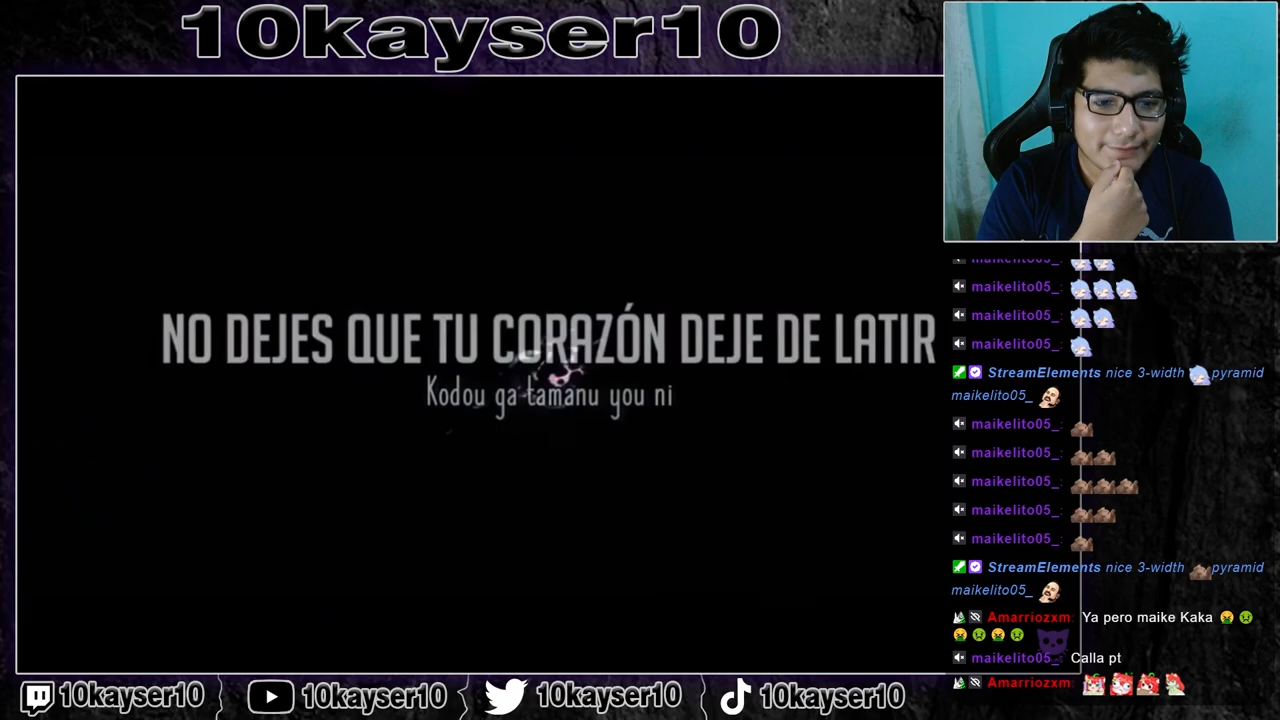 10kayser10
NO DEJES QUE TU CORAZÓN DEJE DE LATIR
Kodou ga tamanu you ni
maikelito05_:
maikelito05_:
maikelito05_:
maikelito05_:
StreamElements nice 3-width pyramid
maikelito05_
maikelito05_:
maikelito05_:
maikelito05_:
maikelito05_:
maikelito05_:
StreamElements nice 3-width pyramid
maikelito05_
Amarriozxm: Ya pero maike Kaka
maikelito05_: Calla pt
Amarriozxm:
10kayser10 10kayser10 10kayser10 10kayser10